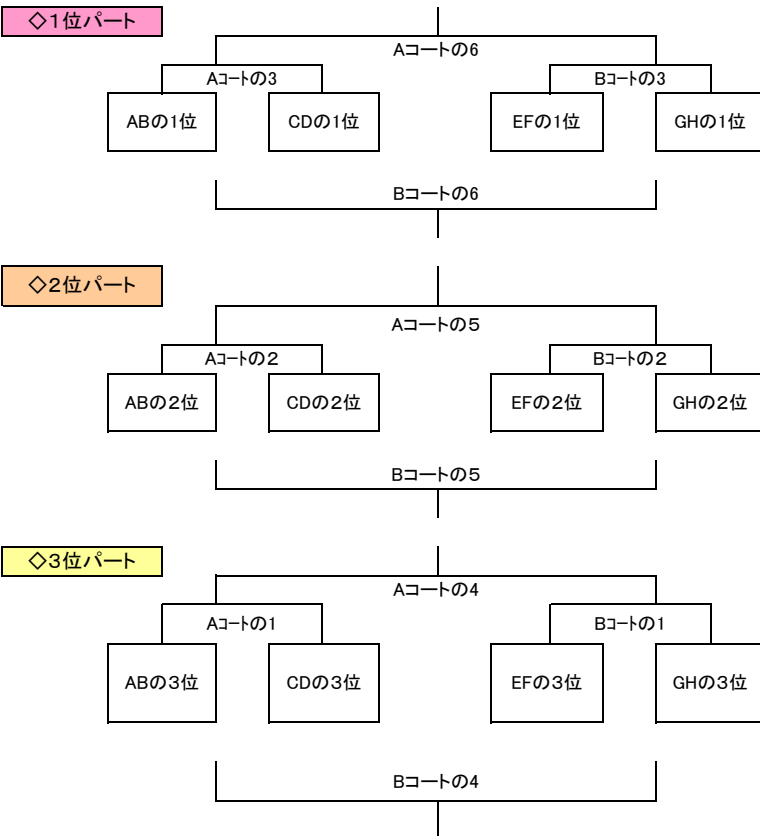 ◇1位パート
Aコートの6
Aｺｰﾄの3
Bｺｰﾄの3
ABの1位
CDの1位
EFの1位
GHの1位
Bコートの6
◇２位パート
Aコートの５
Aｺｰﾄの２
Bｺｰﾄの２
ABの２位
CDの２位
EFの２位
GHの２位
Bコートの５
◇３位パート
Aコートの４
Aｺｰﾄの1
Bｺｰﾄの1
ABの３位
CDの３位
EFの３位
GHの３位
Bコートの４